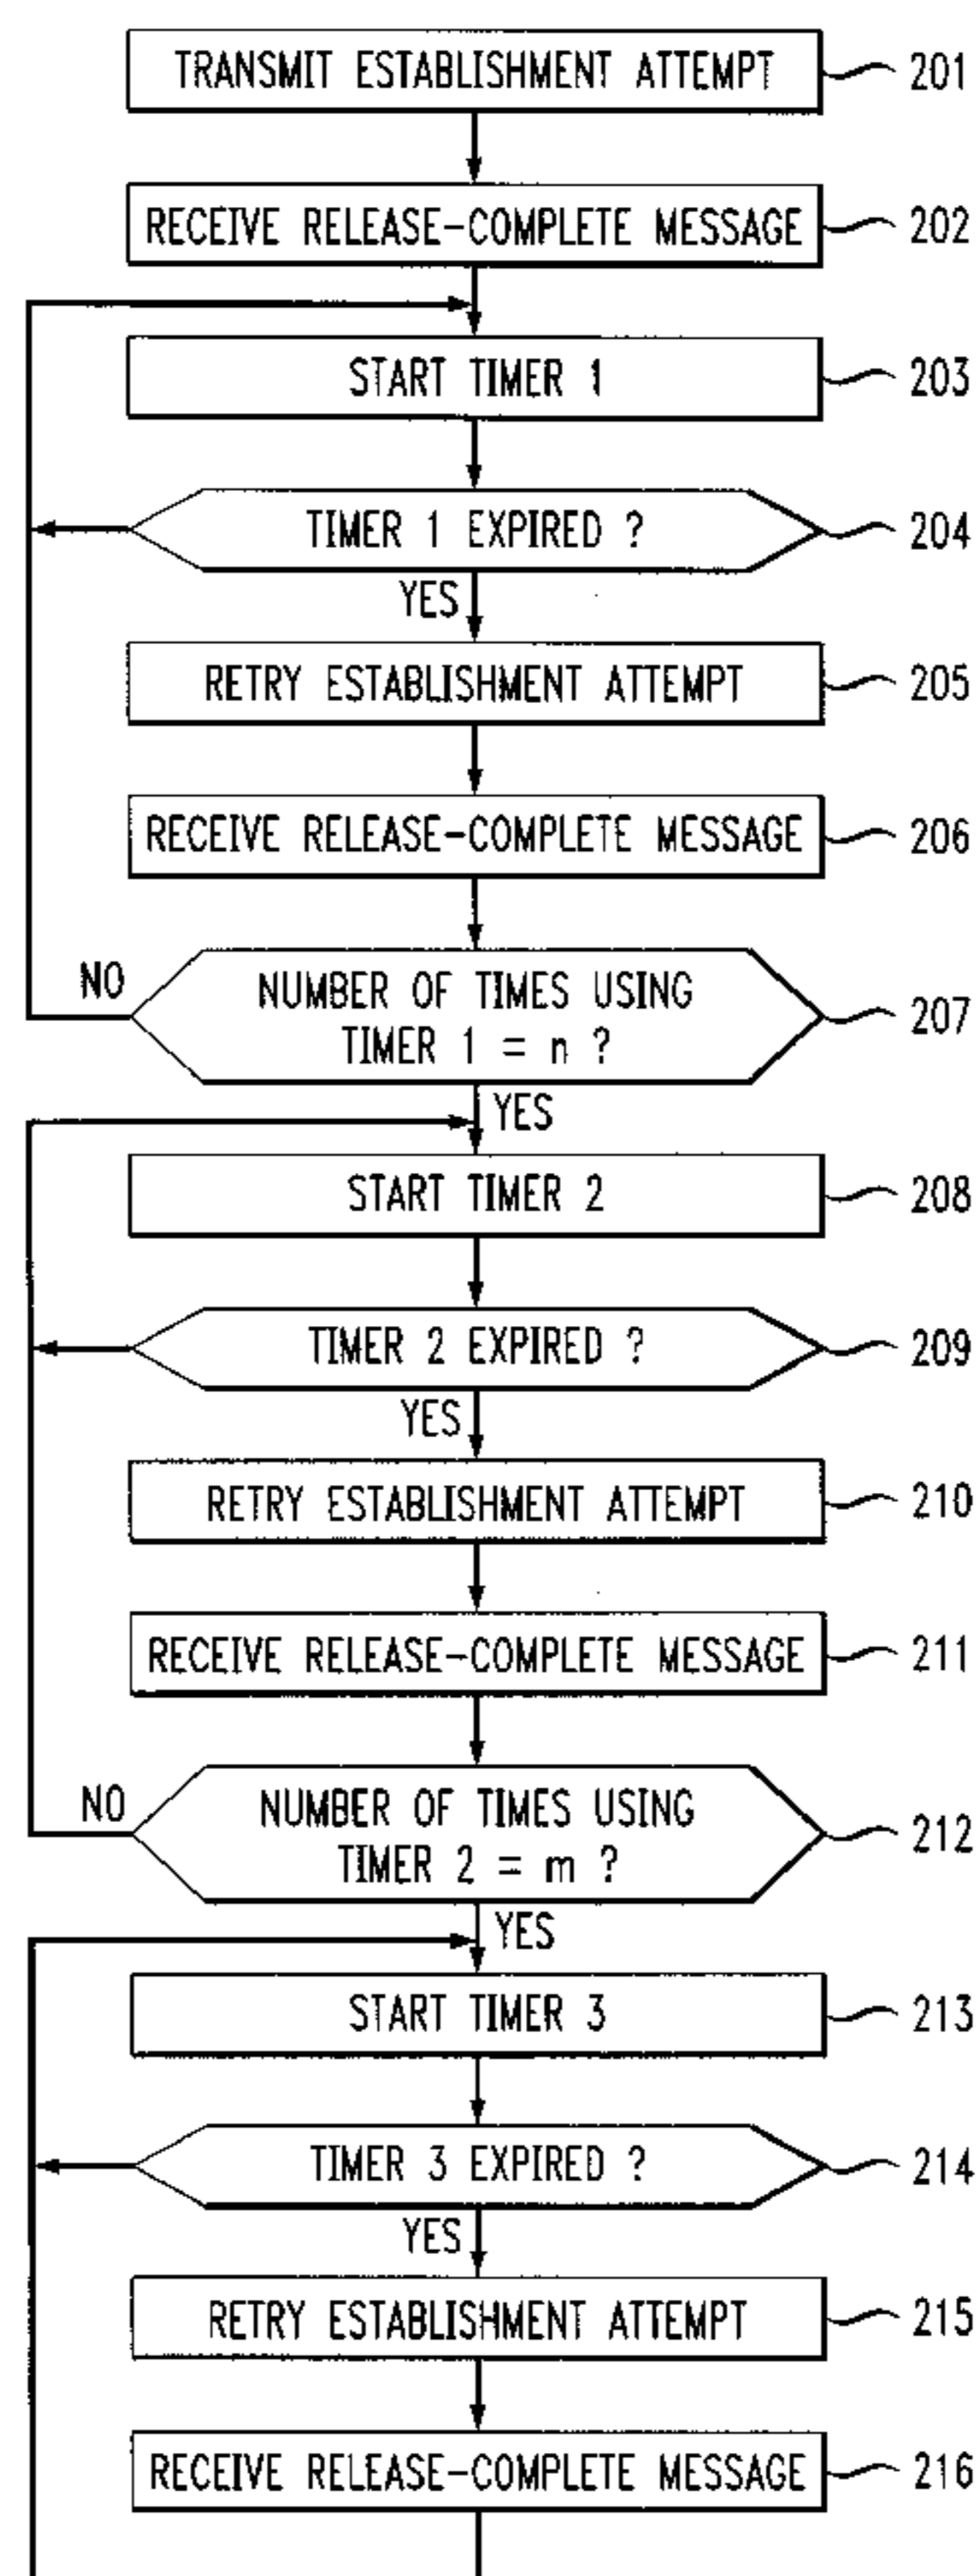 TRANSMIT ESTABLISHMENT ATTEMPT 201
RECEIVE RELEASE-COMPLETE MESSAGE 202
START TIMER 1 203
TIMER 1 EXPIRED ? 204
YES
RETRY ESTABLISHMENT ATTEMPT 205
RECEIVE RELEASE-COMPLETE MESSAGE 206
NO
NUMBER OF TIMES USING
TIMER 1 = n ? 207
YES
START TIMER 2 208
TIMER 2 EXPIRED ? 209
YES
RETRY ESTABLISHMENT ATTEMPT 210
RECEIVE RELEASE-COMPLETE MESSAGE 211
NO
NUMBER OF TIMES USING
TIMER 2 = m ? 212
YES
START TIMER 3 213
TIMER 3 EXPIRED ? 214
YES
RETRY ESTABLISHMENT ATTEMPT 215
RECEIVE RELEASE-COMPLETE MESSAGE 216